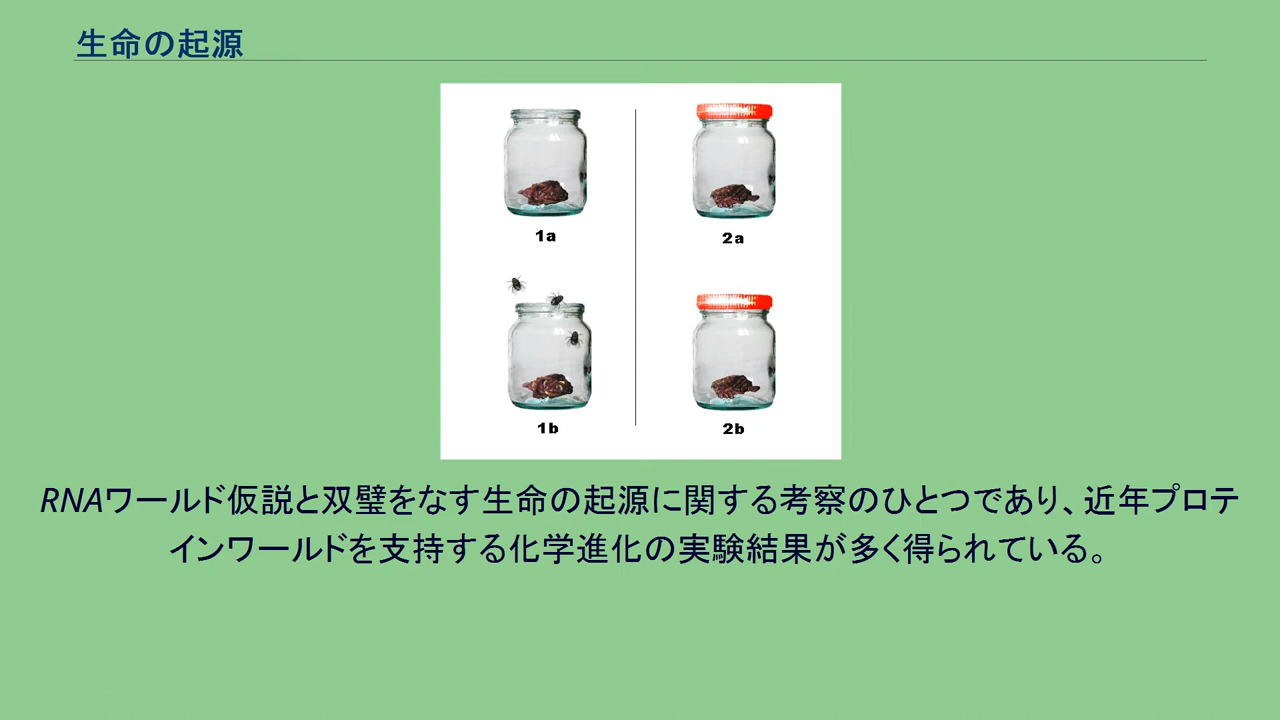 生命の起源
1a
2a
1b
2b
RNAワールド仮説と双璧をなす生命の起源に関する考察のひとつであり、近年プロテ
インワールドを支持する化学進化の実験結果が多く得られている。